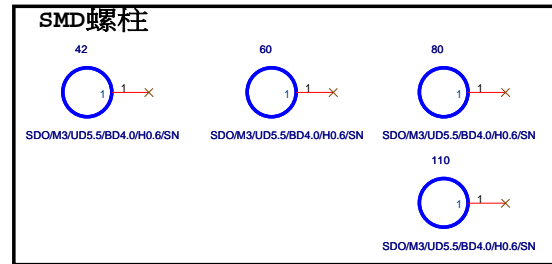 SMD螺柱
42 60 80
1 1 1 1 1 1
SDO/M3/UD5.5/BD4.0/H0.6/SN SDO/M3/UD5.5/BD4.0/H0.6/SN SDO/M3/UD5.5/BD4.0/H0.6/SN
110
1 1
SDO/M3/UD5.5/BD4.0/H0.6/SN